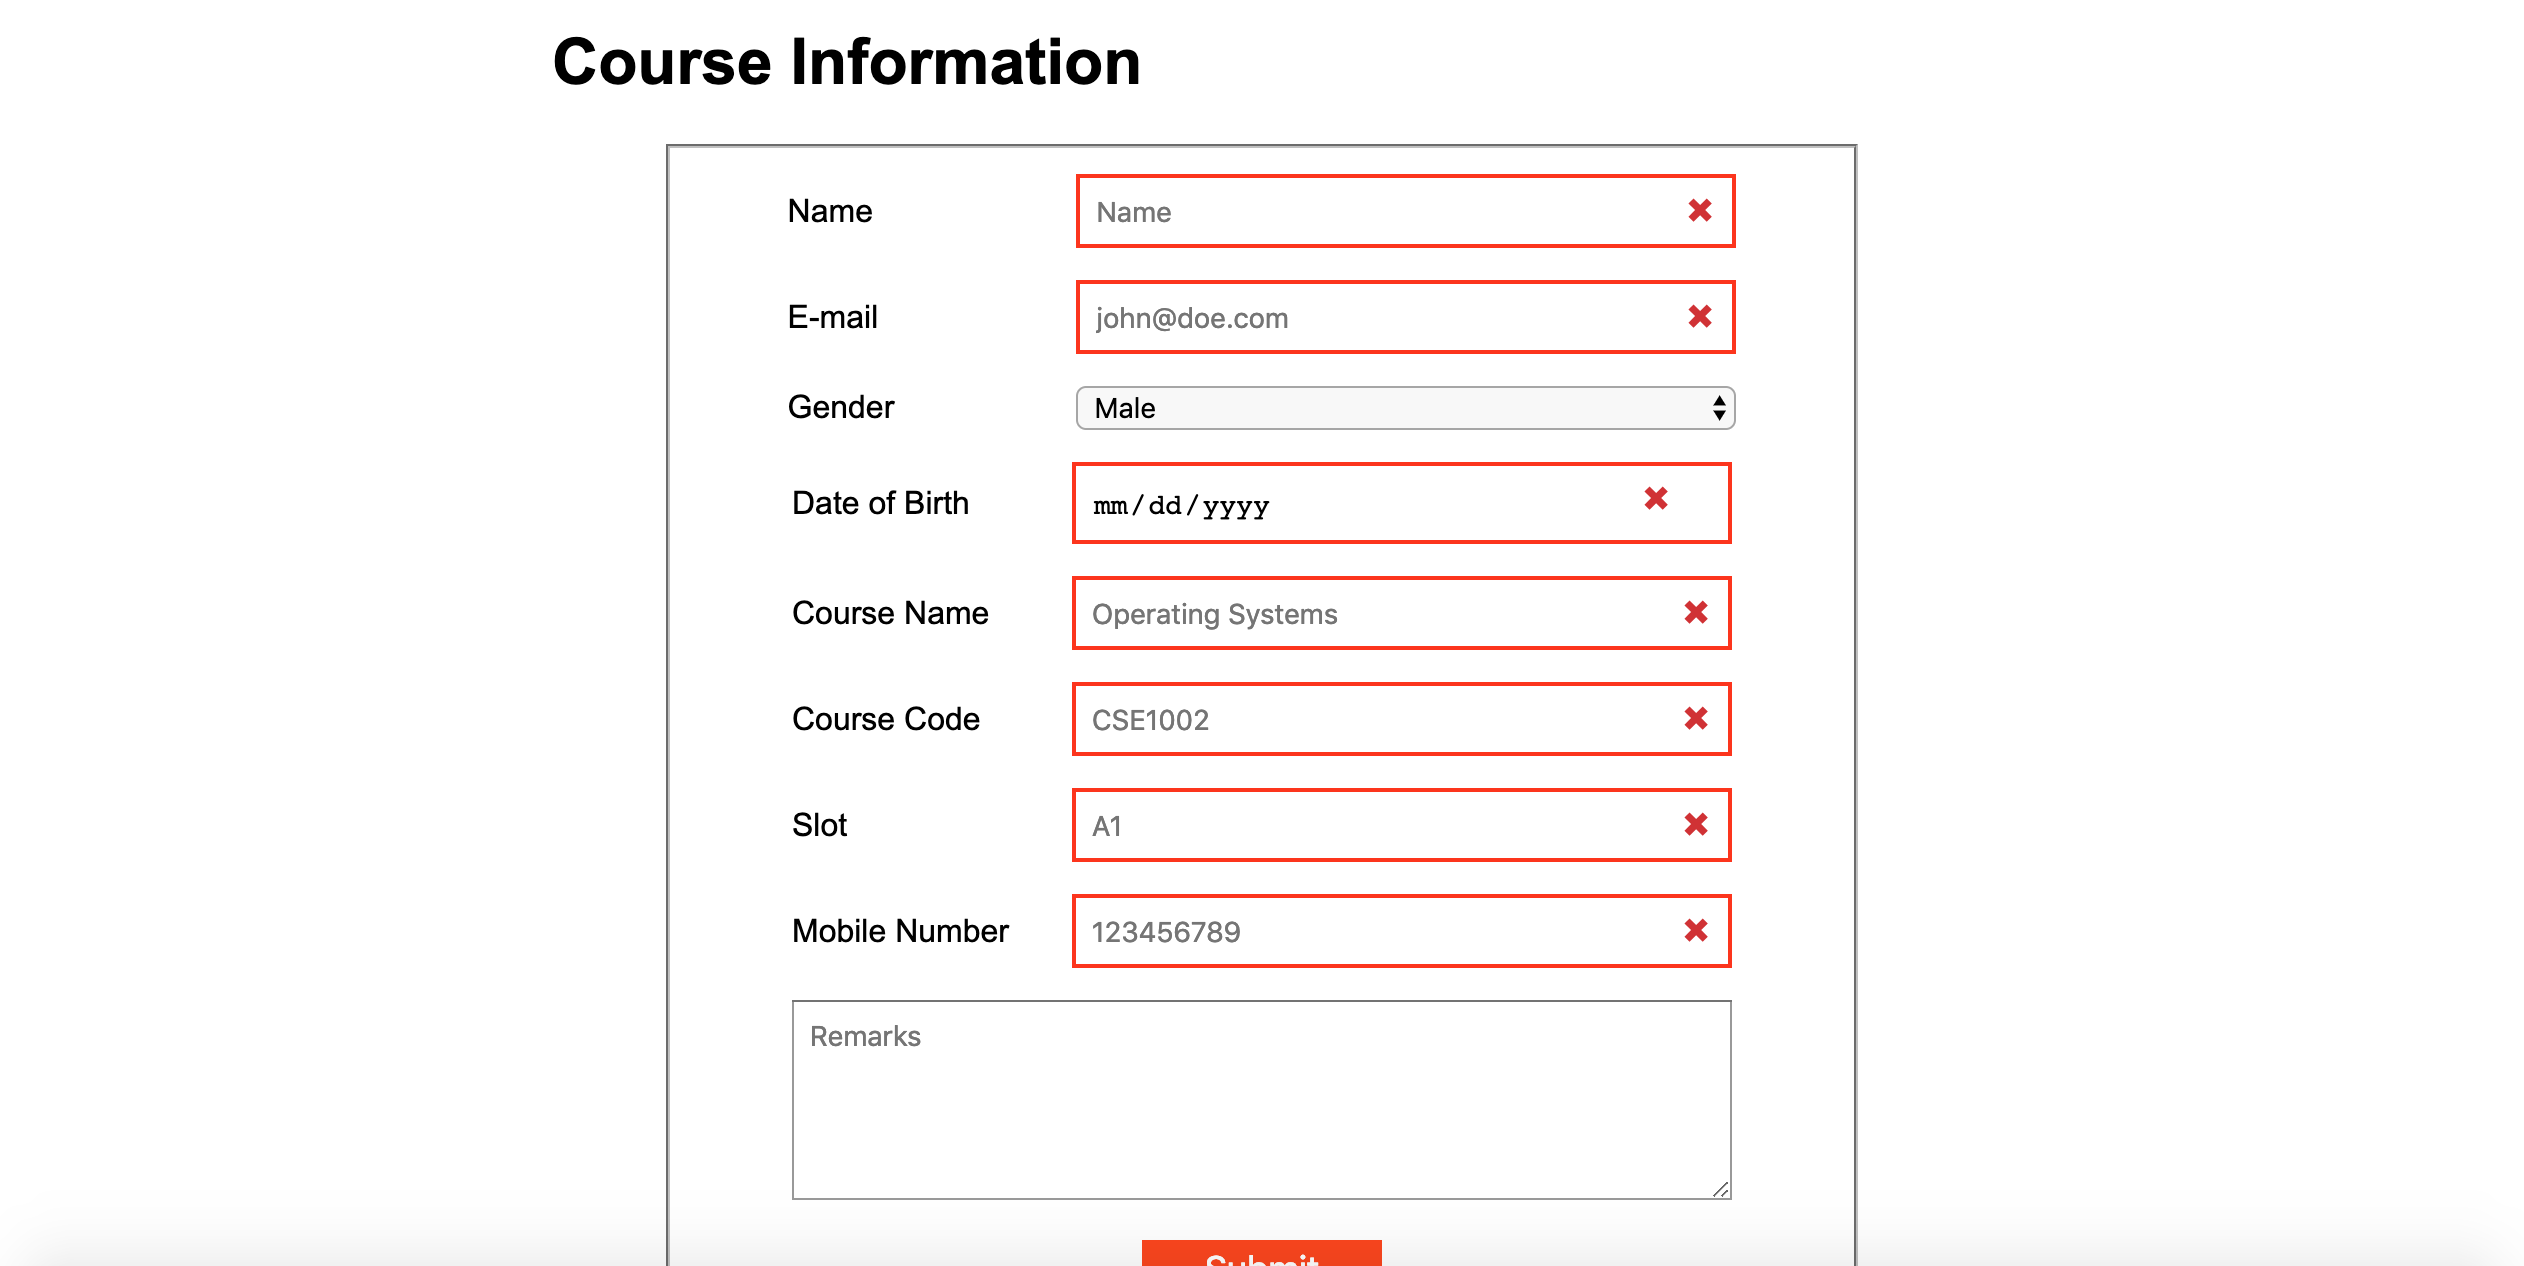 Course Information
Name Name ✖
E-mail john@doe.com ✖
Gender Male
Date of Birth mm/dd/yyyy ✖
Course Name Operating Systems ✖
Course Code CSE1002 ✖
Slot A1 ✖
Mobile Number 123456789 ✖
Remarks
Submit